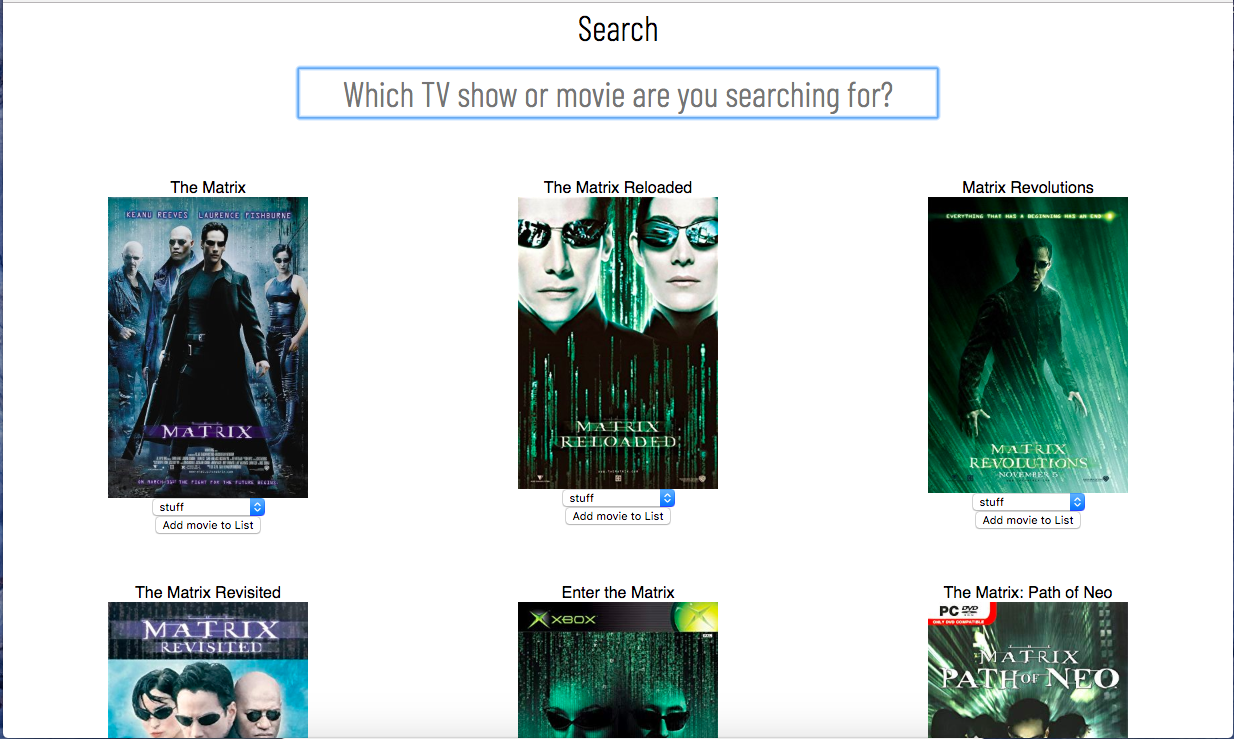 Search
Which TV show or movie are you searching for?
The Matrix
The Matrix Reloaded
Matrix Revolutions
KEANU REEVES LAURENCE FISHBURNE
EVERYTHING THAT HAS A BEGINNING HAS AN END
MATRIX
MATRIX
RELOADED
MATRIX
REVOLUTIONS
NOVEMBER 5
ON MARCH 31ST THE FIGHT FOR THE FUTURE BEGINS.
stuff
stuff
stuff
Add movie to List
Add movie to List
Add movie to List
The Matrix Revisited
Enter the Matrix
The Matrix: Path of Neo
MATRIX
REVISITED
XBOX
PC DVD
ONLY DVD COMPATIBLE
THE
MATRIX
PATH OF NEO